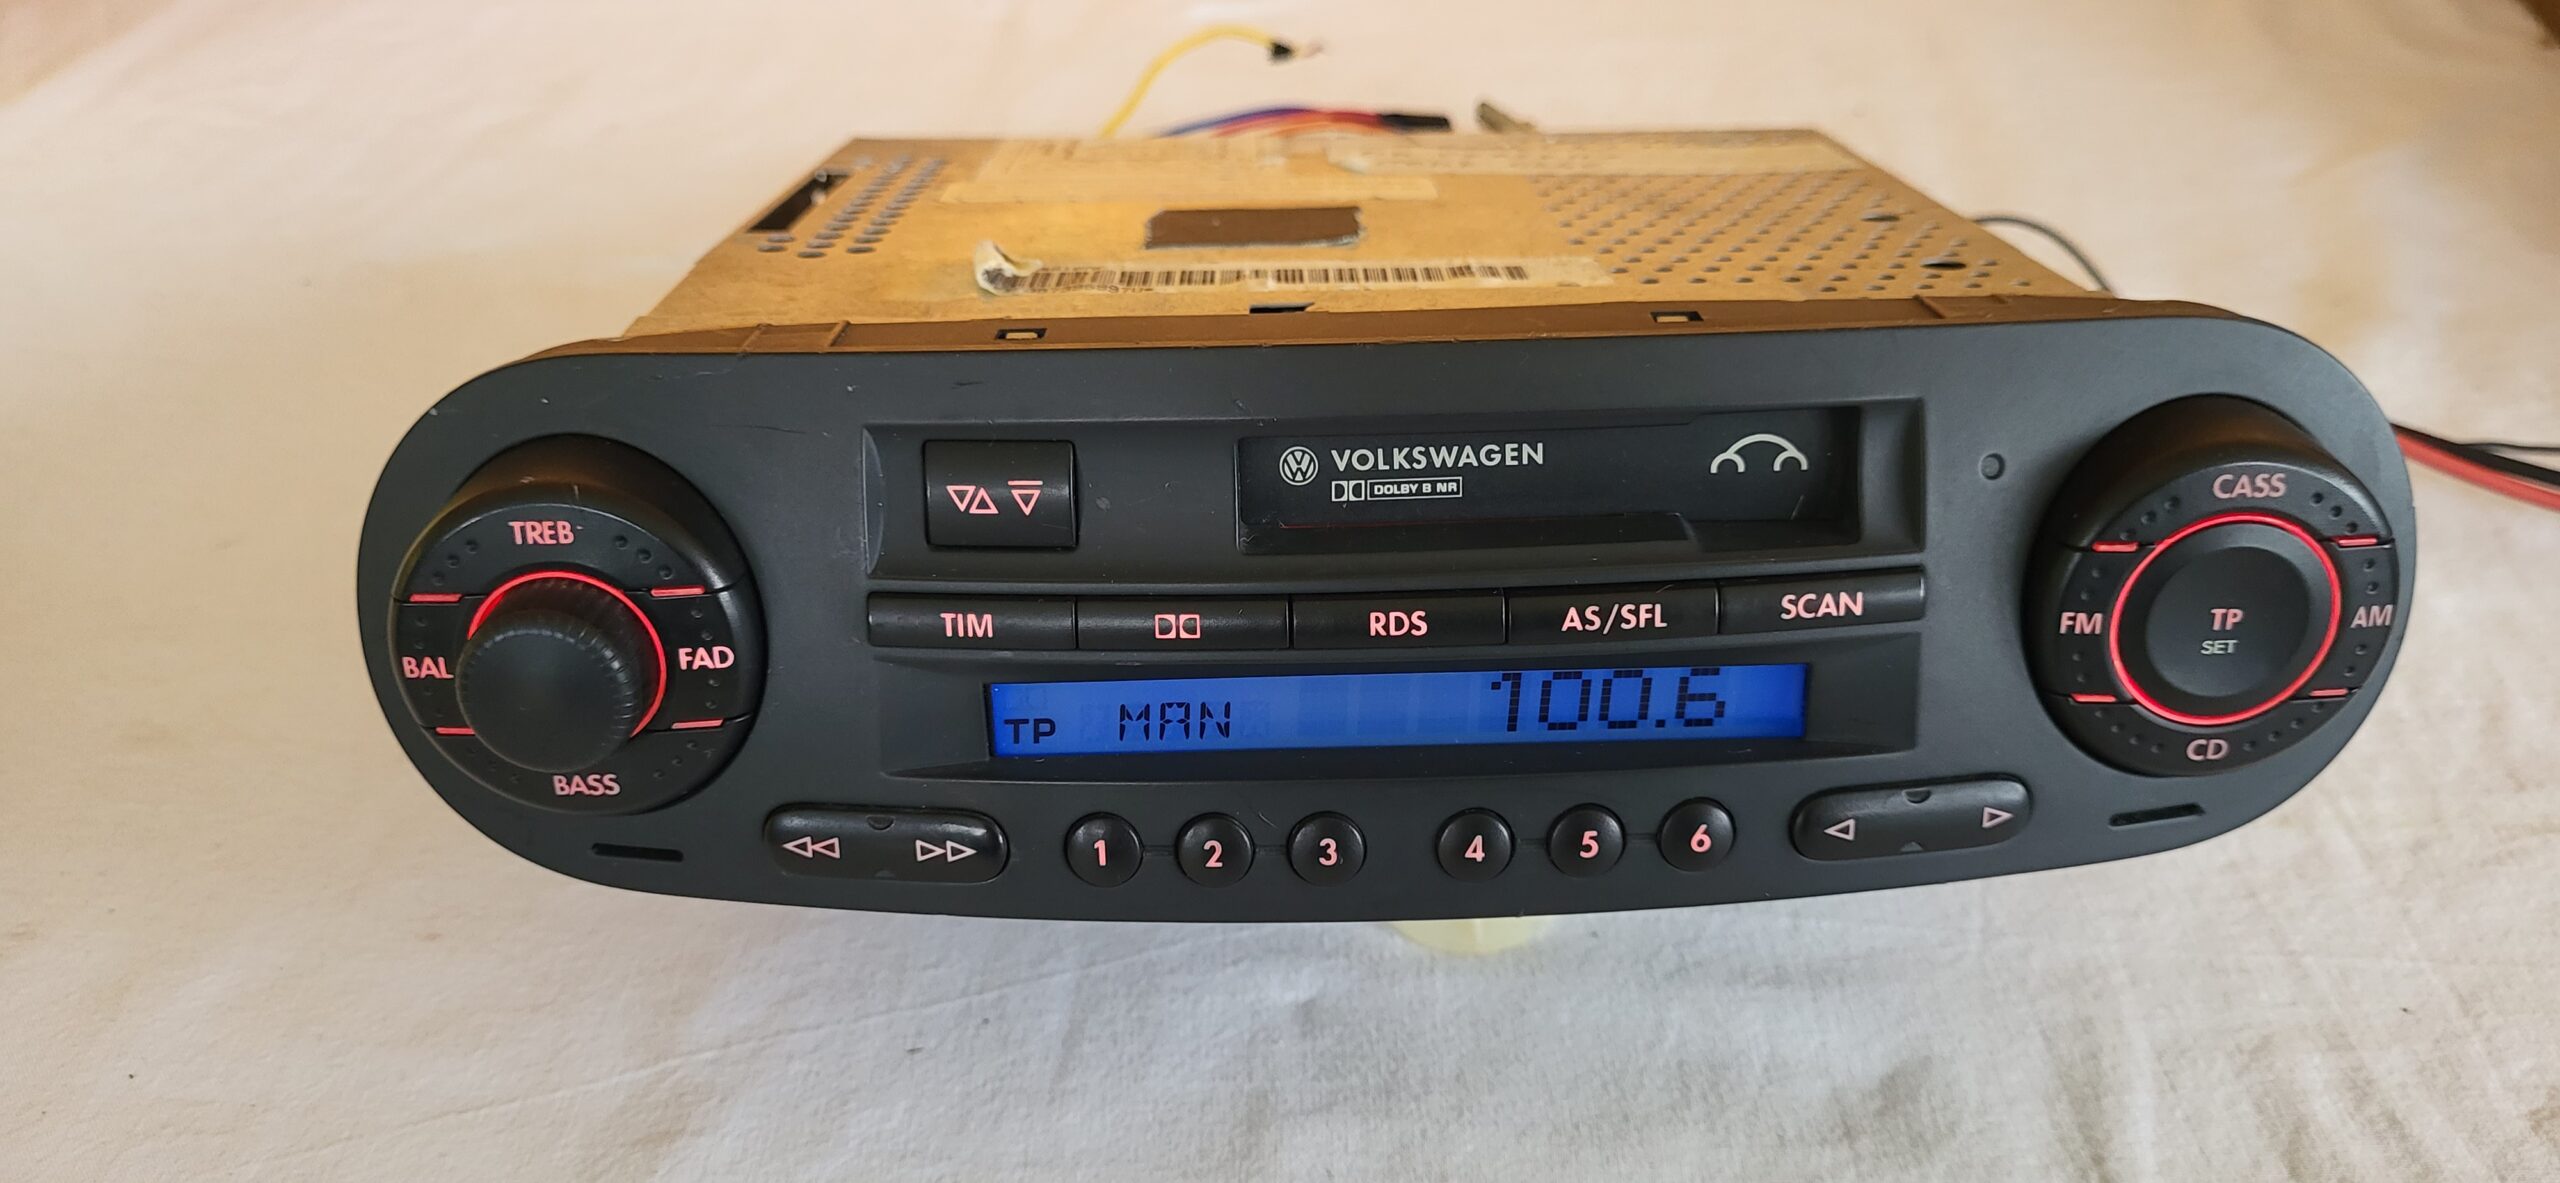 VOLKSWAGEN
DOLBY B NR
TREB
BAL
FAD
BASS
TIM
RDS
AS/SFL
SCAN
TP MAN 100.6
CASS
FM
TP
SET
AM
CD
1 2 3 4 5 6